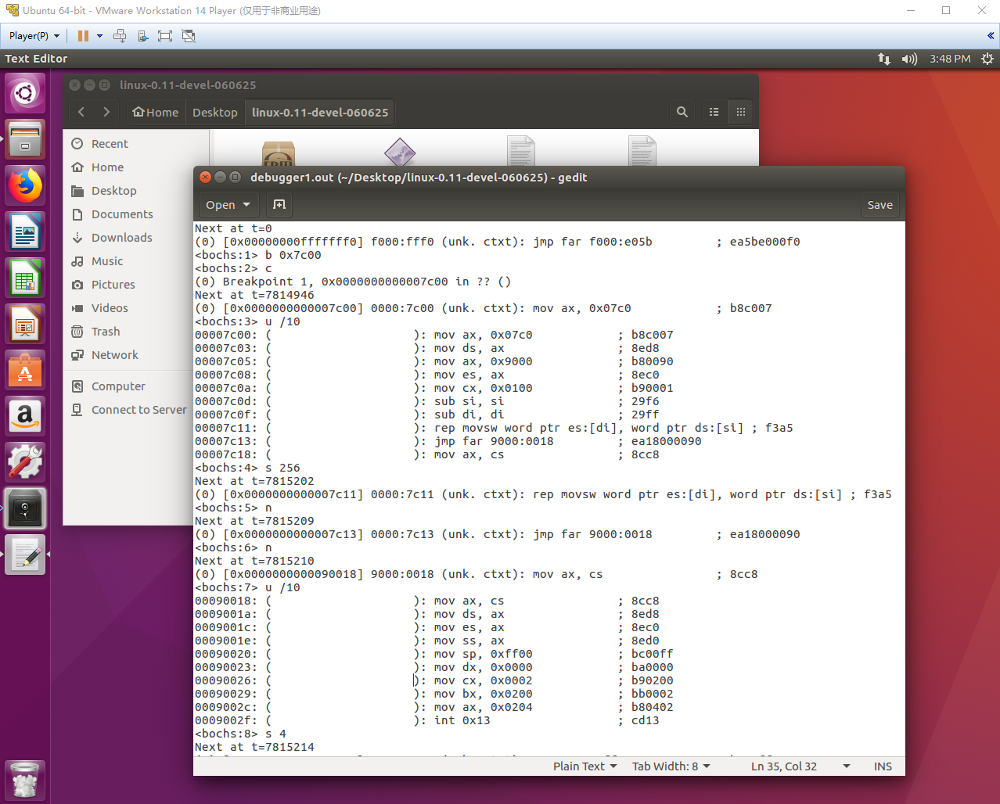 Ubuntu 64-bit - VMware Workstation 14 Player (仅用于非商业用途)
Player(P)
Text Editor
3:48 PM
linux-0.11-devel-060625
Home
Desktop
linux-0.11-devel-060625
Recent
Home
Desktop
Documents
Downloads
Music
Pictures
Videos
Trash
Network
Computer
Connect to Server
debugger1.out (~/Desktop/linux-0.11-devel-060625) - gedit
Open
Save
Next at t=0
(0) [0x00000000fffffff0] f000:fff0 (unk. ctxt): jmp far f000:e05b         ; ea5be000f0
<bochs:1> b 0x7c00
<bochs:2> c
(0) Breakpoint 1, 0x0000000000007c00 in ?? ()
Next at t=7814946
(0) [0x0000000000007c00] 0000:7c00 (unk. ctxt): mov ax, 0x07c0            ; b8c007
<bochs:3> u /10
00007c00: (                    ): mov ax, 0x07c0            ; b8c007
00007c03: (                    ): mov ds, ax                ; 8ed8
00007c05: (                    ): mov ax, 0x9000            ; b80090
00007c08: (                    ): mov es, ax                ; 8ec0
00007c0a: (                    ): mov cx, 0x0100            ; b90001
00007c0d: (                    ): sub si, si                ; 29f6
00007c0f: (                    ): sub di, di                ; 29ff
00007c11: (                    ): rep movsw word ptr es:[di], word ptr ds:[si] ; f3a5
00007c13: (                    ): jmp far 9000:0018         ; ea18000090
00007c18: (                    ): mov ax, cs                ; 8cc8
<bochs:4> s 256
Next at t=7815202
(0) [0x0000000000007c11] 0000:7c11 (unk. ctxt): rep movsw word ptr es:[di], word ptr ds:[si] ; f3a5
<bochs:5> n
Next at t=7815209
(0) [0x0000000000007c13] 0000:7c13 (unk. ctxt): jmp far 9000:0018         ; ea18000090
<bochs:6> n
Next at t=7815210
(0) [0x0000000000090018] 9000:0018 (unk. ctxt): mov ax, cs                ; 8cc8
<bochs:7> u /10
00090018: (                    ): mov ax, cs                ; 8cc8
0009001a: (                    ): mov ds, ax                ; 8ed8
0009001c: (                    ): mov es, ax                ; 8ec0
0009001e: (                    ): mov ss, ax                ; 8ed0
00090020: (                    ): mov sp, 0xff00            ; bc00ff
00090023: (                    ): mov dx, 0x0000            ; ba0000
00090026: (                    ): mov cx, 0x0002            ; b90200
00090029: (                    ): mov bx, 0x0200            ; bb0002
0009002c: (                    ): mov ax, 0x0204            ; b80402
0009002f: (                    ): int 0x13                  ; cd13
<bochs:8> s 4
Next at t=7815214
Plain Text
Tab Width: 8
Ln 35, Col 32
INS